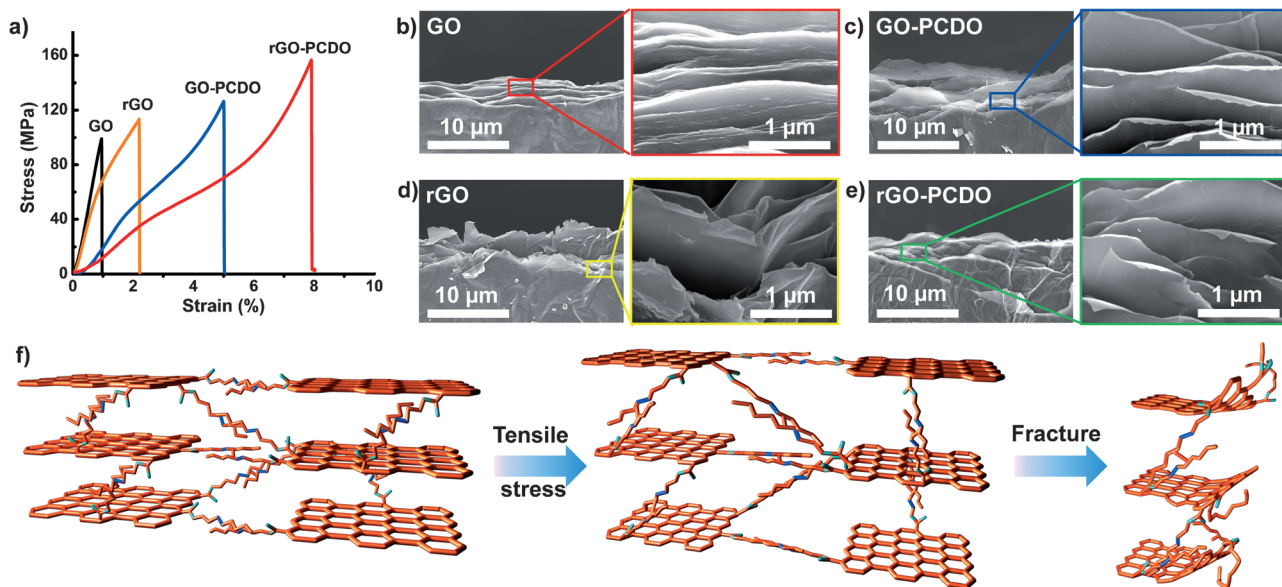 a)
160
120
80
40
0
0
2
4
6
8
10
Stress (MPa)
Strain (%)
GO
rGO
GO-PCDO
rGO-PCDO
b)
GO
10 μm
1 μm
c)
GO-PCDO
10 μm
1 μm
d)
rGO
10 μm
1 μm
e)
rGO-PCDO
10 μm
1 μm
f)
Tensile
stress
Fracture